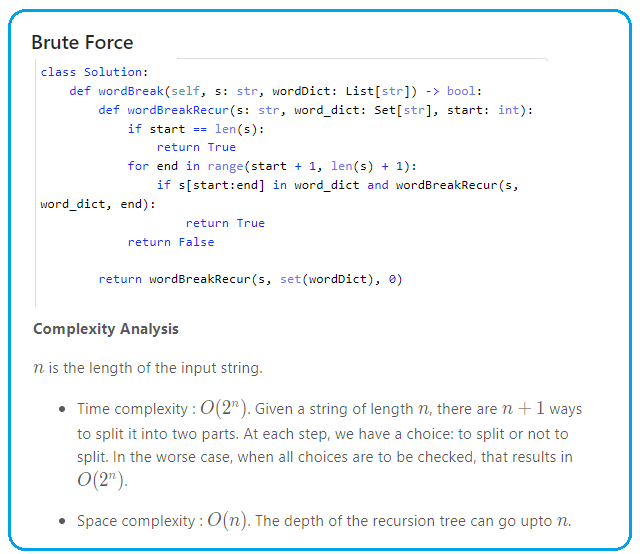 Brute Force
class Solution:
    def wordBreak(self, s: str, wordDict: List[str]) -> bool:
        def wordBreakRecur(s: str, word_dict: Set[str], start: int):
            if start == len(s):
                return True
            for end in range(start + 1, len(s) + 1):
                if s[start:end] in word_dict and wordBreakRecur(s,
word_dict, end):
                    return True
            return False
        return wordBreakRecur(s, set(wordDict), 0)
Complexity Analysis
n is the length of the input string.
• Time complexity : O(2ⁿ). Given a string of length n, there are n + 1 ways
to split it into two parts. At each step, we have a choice: to split or not to
split. In the worse case, when all choices are to be checked, that results in
O(2ⁿ).
• Space complexity : O(n). The depth of the recursion tree can go upto n.